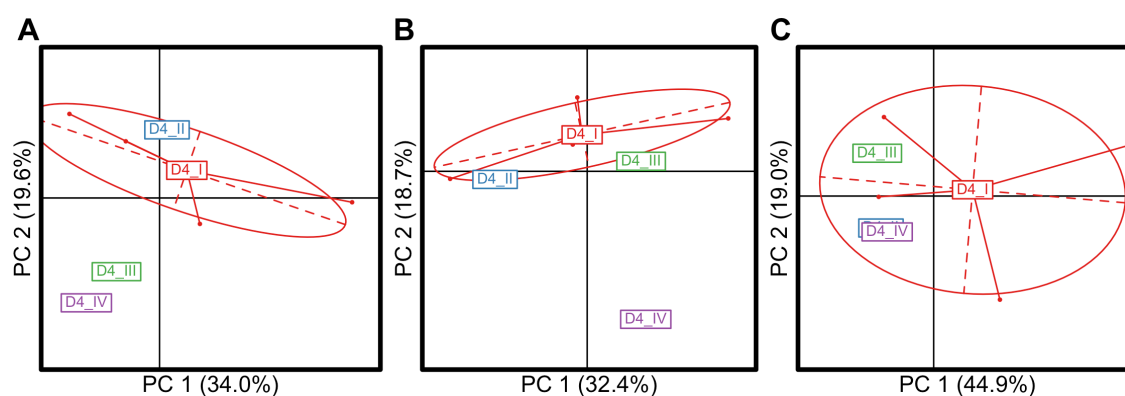 A
B
C
D4_II
D4_I
D4_III
D4_IV
PC 2 (19.6%)
PC 1 (34.0%)
D4_I
D4_III
D4_II
D4_IV
PC 2 (18.7%)
PC 1 (32.4%)
D4_III
D4_I
D4_IV
PC 2 (19.0%)
PC 1 (44.9%)